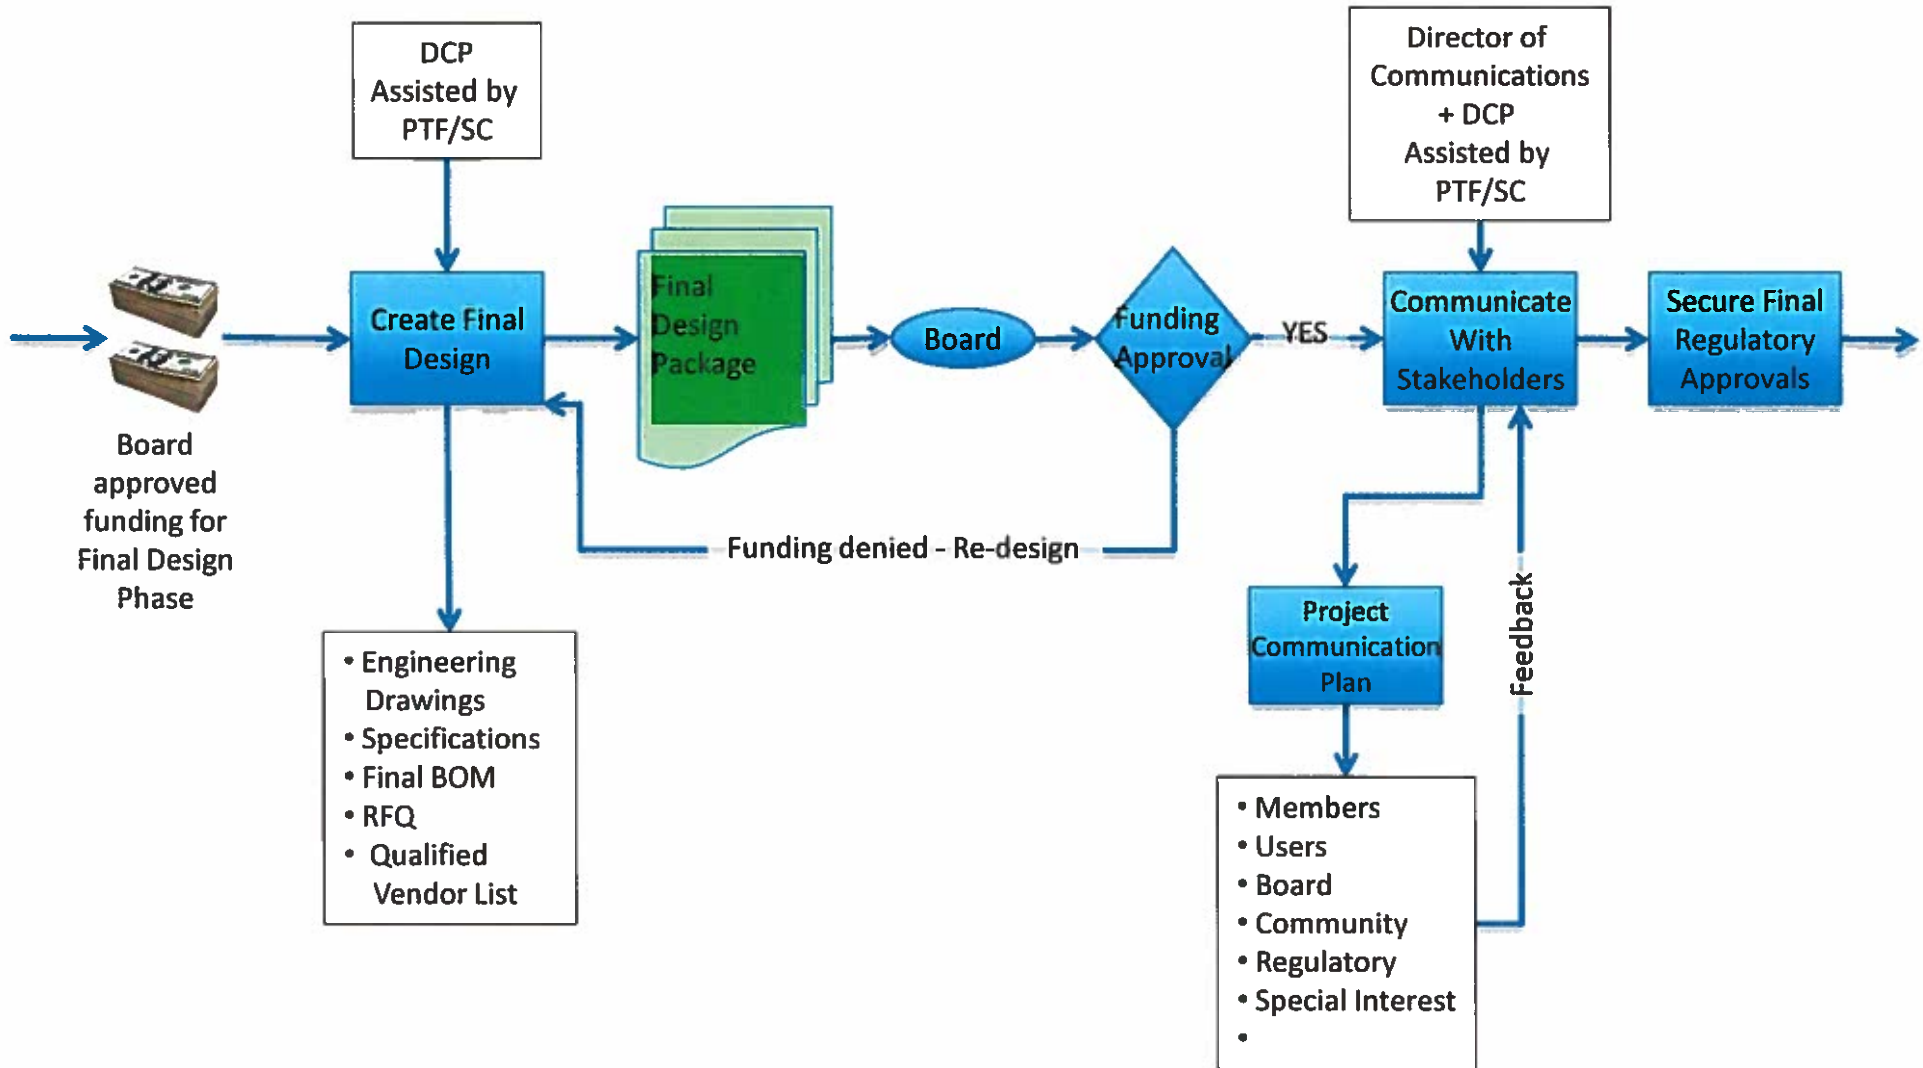 DCP
Assisted by
PTF/SC
Director of
Communications
+ DCP
Assisted by
PTF/SC
Board
approved
funding for
Final Design
Phase
Create Final
Design
Final
Design
Package
Board
Funding
Approval
YES
Communicate
With
Stakeholders
Secure Final
Regulatory
Approvals
Funding denied - Re-design
• Engineering
Drawings
• Specifications
• Final BOM
• RFQ
• Qualified
Vendor List
Project
Communication
Plan
Feedback
• Members
• Users
• Board
• Community
• Regulatory
• Special Interest
•